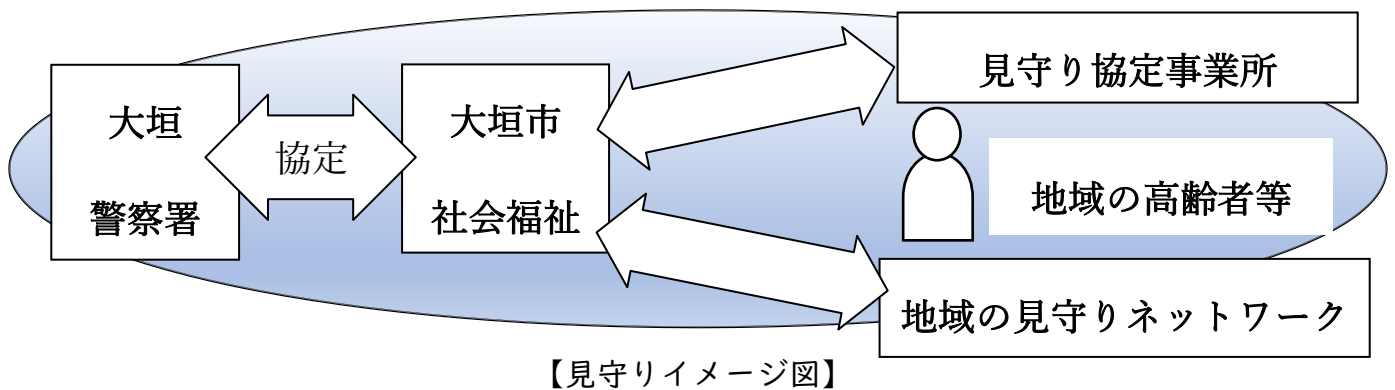 大垣
警察署
協定
大垣市
社会福祉
見守り協定事業所
地域の高齢者等
地域の見守りネットワーク
【見守りイメージ図】